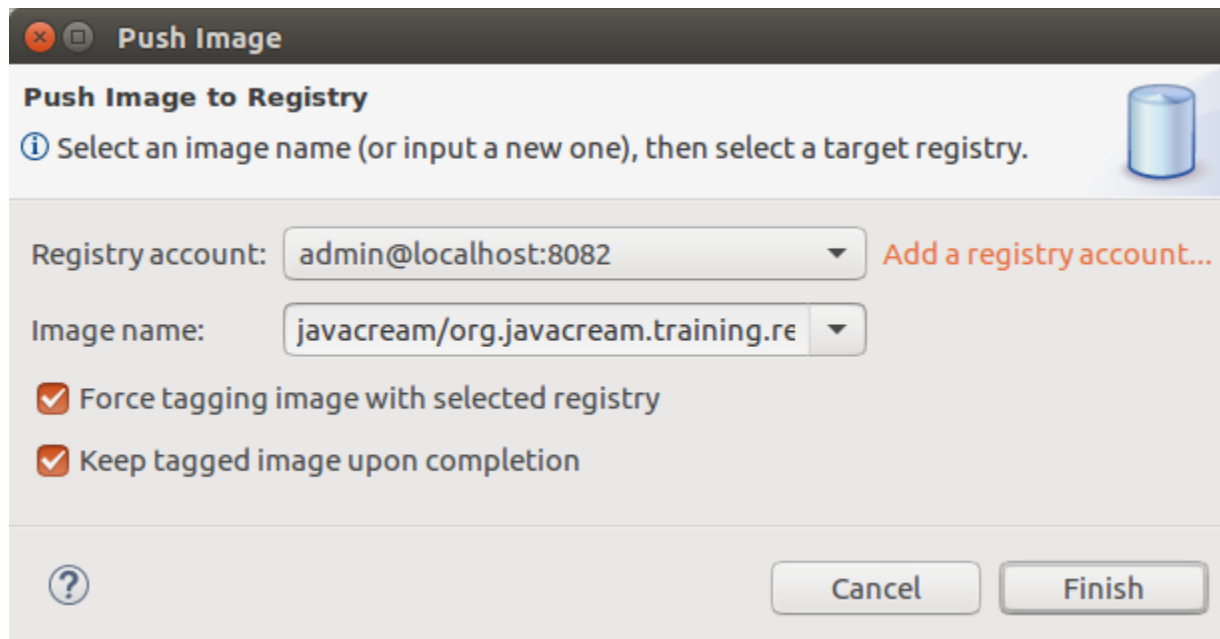 Push Image
Push Image to Registry
Select an image name (or input a new one), then select a target registry.
Registry account: admin@localhost:8082 Add a registry account...
Image name: javacream/org.javacream.training.re
Force tagging image with selected registry
Keep tagged image upon completion
Cancel Finish